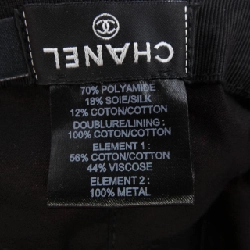 CHANEL
70% POLYAMIDE
18% SOIE/SILK
12% COTON/COTTON
DOUBLURE/LINING :
100% COTON/COTTON
ELEMENT 1 :
56% COTON/COTTON
44% VISCOSE
ELEMENT 2 :
100% METAL